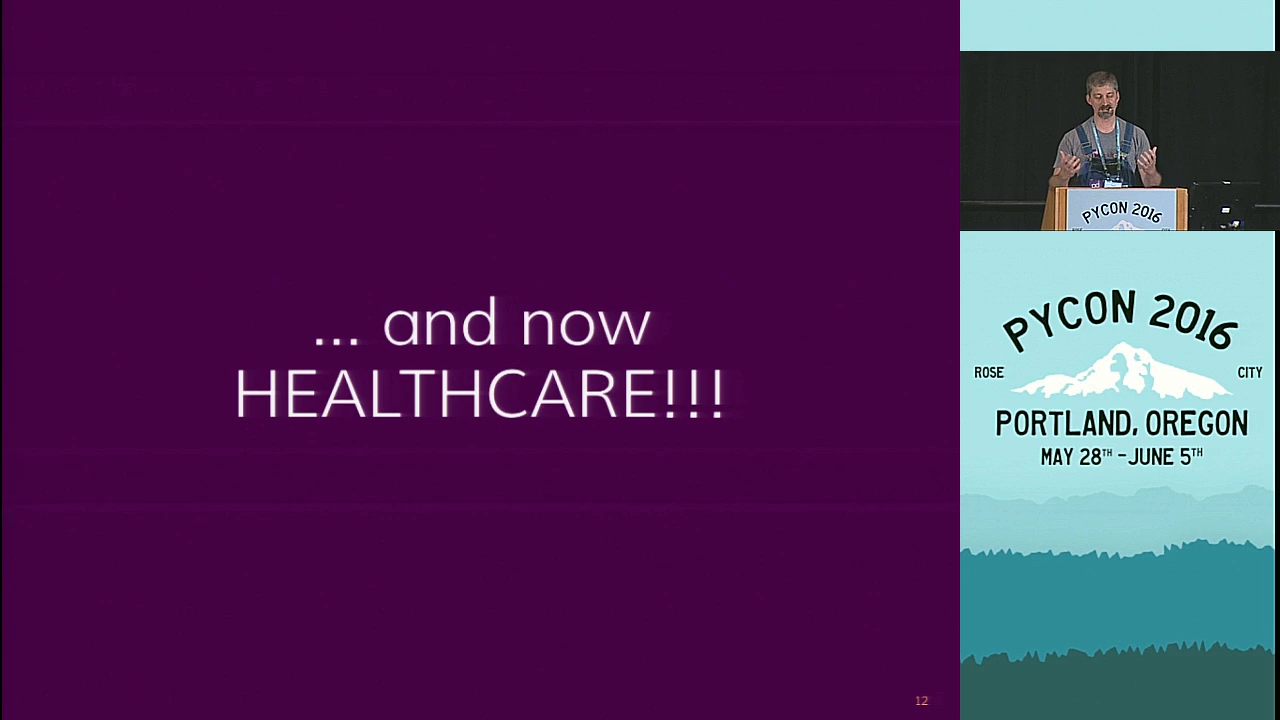 ... and now
HEALTHCARE!!!
12
PYCON 2016
PYCON 2016
ROSE
CITY
PORTLAND, OREGON
MAY 28TH - JUNE 5TH